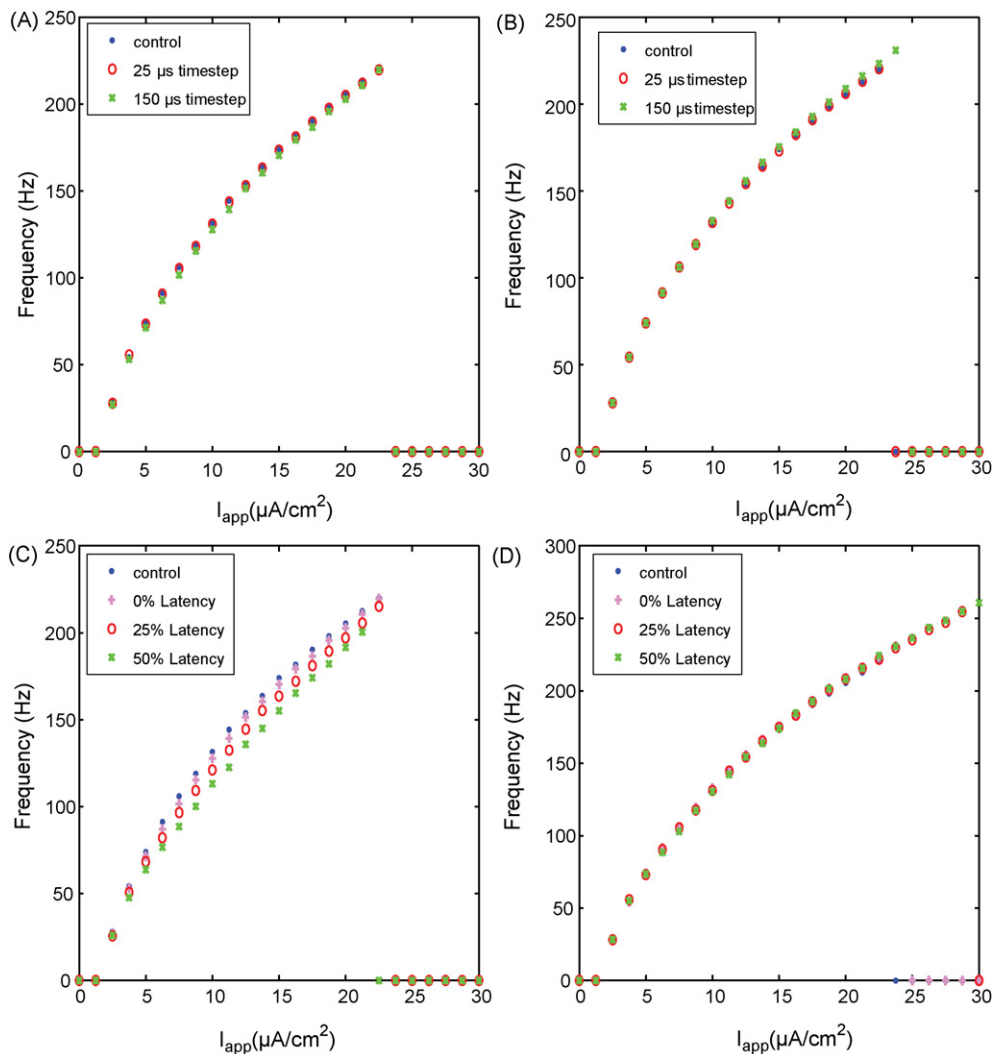 (A)
250
200
150
100
50
0
Frequency (Hz)
control
25 µs timestep
150 µs timestep
5
10
15
20
25
30
I_app(µA/cm²)
(B)
250
200
150
100
50
0
Frequency (Hz)
control
25 µs timestep
150 µs timestep
5
10
15
20
25
30
I_app(µA/cm²)
(C)
250
200
150
100
50
0
Frequency (Hz)
control
0% Latency
25% Latency
50% Latency
0
5
10
15
20
25
30
I_app(µA/cm²)
(D)
300
250
200
150
100
50
0
Frequency (Hz)
control
0% Latency
25% Latency
50% Latency
0
5
10
15
20
25
30
I_app(µA/cm²)